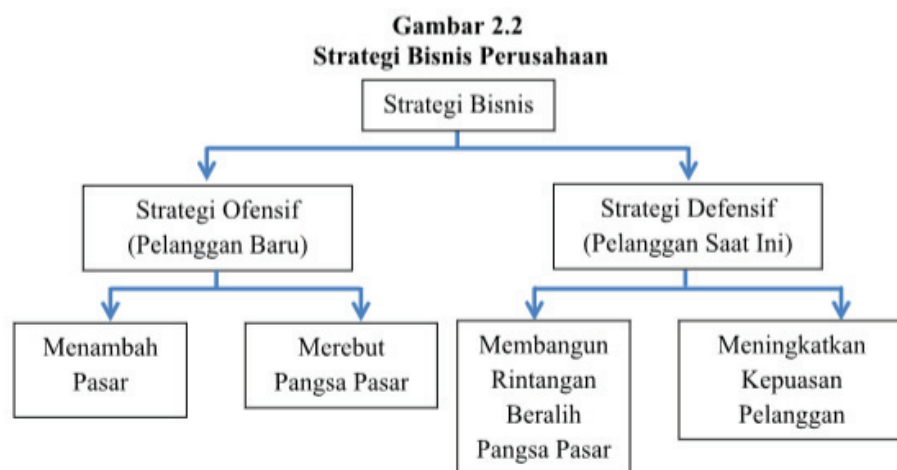 Gambar 2.2
Strategi Bisnis Perusahaan
Strategi Bisnis
Strategi Ofensif
(Pelanggan Baru)
Strategi Defensif
(Pelanggan Saat Ini)
Menambah
Pasar
Merebut
Pangsa Pasar
Membangun
Rintangan
Beralih
Pangsa Pasar
Meningkatkan
Kepuasan
Pelanggan